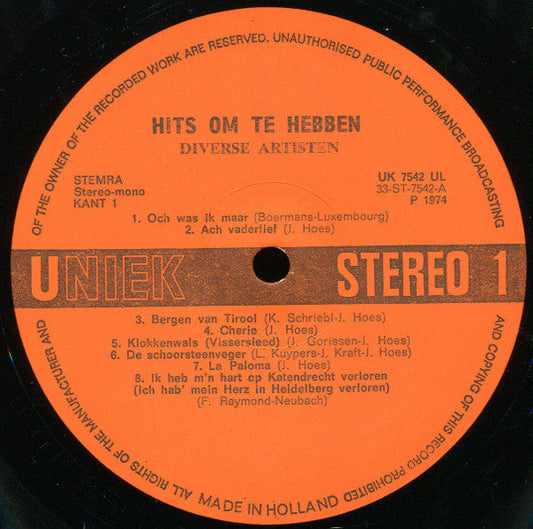 ALL RIGHTS OF THE MANUFACTURER AND OF THE OWNER OF THE RECORDED WORK ARE RESERVED. UNAUTHORISED PUBLIC PERFORMANCE BROADCASTING AND COPYING OF THIS RECORD PROHIBITED
HITS OM TE HEBBEN
DIVERSE ARTISTEN
STEMRA
Stereo-mono
KANT 1
UK 7542 UL
33-ST-7542-A
P 1974
1. Och was ik maar (Boermans-Luxembourg)
2. Ach vaderlief (J. Hoes)
UNIEK STEREO 1
3. Bergen van Tirool (K. Schriebl-J. Hoes)
4. Cherie (J. Hoes)
5. Klokkenwals (Visserslied) (J. Gorissen-J. Hoes)
6. De schoorsteenveger (L. Kuypers-J. Kraft-J. Hoes)
7. La Paloma (J. Hoes)
8. Ik heb m'n hart op Katendrecht verloren
(Ich hab' mein Herz in Heidelberg verloren)
(F. Raymond-Neubach)
MADE IN HOLLAND